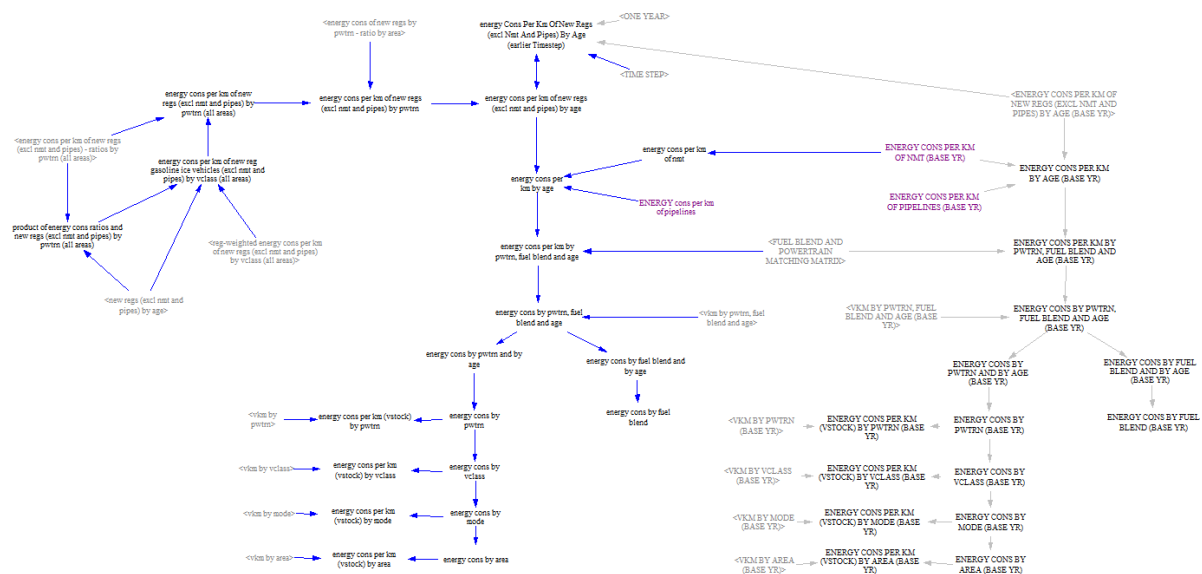 <energy cons of new regs by
pwtrn - ratio by area>
energy Cons Per Km Of New Regs
(excl Nmt And Pipes) By Age
(earlier Timestep)
<ONE YEAR>
<TIME STEP>
energy cons per km of new
regs (excl nmt and pipes) by
pwtrn (all areas)
energy cons per km of new regs
(excl nmt and pipes) by pwtrn
energy cons per km of new regs
(excl nmt and pipes) by age
<ENERGY CONS PER KM OF
NEW REGS (EXCL NMT AND
PIPES) BY AGE (BASE YR)>
<energy cons per km of new regs
(excl nmt and pipes) - ratios by
pwtrn (all areas)>
energy cons per km of new reg
gasoline ice vehicles (excl nmt and
pipes) by vclass (all areas)
energy cons per km
of nmt
ENERGY CONS PER KM
OF NMT (BASE YR)
ENERGY CONS PER KM
BY AGE (BASE YR)
energy cons per
km by age
ENERGY cons per km
of pipelines
ENERGY CONS PER KM
OF PIPELINES (BASE YR)
product of energy cons ratios and
new regs (excl nmt and pipes) by
pwtrn (all areas)
<reg-weighted energy cons per km
of new regs (excl nmt and pipes)
by vclass (all areas)>
energy cons per km by
pwtrn, fuel blend and age
<FUEL BLEND AND
POWERTRAIN
MATCHING MATRIX>
ENERGY CONS PER KM BY
PWTRN, FUEL BLEND AND
AGE (BASE YR)
<new regs (excl nmt and
pipes) by age>
energy cons by pwtrn, fuel
blend and age
<vkm by pwtrn, fuel
blend and age>
<VKM BY PWTRN, FUEL
BLEND AND AGE (BASE
YR)>
ENERGY CONS BY PWTRN,
FUEL BLEND AND AGE
(BASE YR)
energy cons by pwtrn and by
age
energy cons by fuel blend and
by age
ENERGY CONS BY
PWTRN AND BY AGE
(BASE YR)
ENERGY CONS BY FUEL
BLEND AND BY AGE
(BASE YR)
energy cons by fuel
blend
ENERGY CONS BY FUEL
BLEND (BASE YR)
<vkm by
pwtrn>
energy cons per km (vstock)
by pwtrn
energy cons by
pwtrn
<VKM BY PWTRN
(BASE YR)>
ENERGY CONS PER KM
(VSTOCK) BY PWTRN (BASE
YR)
ENERGY CONS BY
PWTRN (BASE YR)
<vkm by vclass>
energy cons per km
(vstock) by vclass
energy cons by
vclass
<VKM BY VCLASS
(BASE YR)>
ENERGY CONS PER KM
(VSTOCK) BY VCLASS (BASE
YR)
ENERGY CONS BY
VCLASS (BASE YR)
<vkm by mode>
energy cons per km
(vstock) by mode
energy cons by
mode
<VKM BY MODE
(BASE YR)>
ENERGY CONS PER KM
(VSTOCK) BY MODE (BASE
YR)
ENERGY CONS BY
MODE (BASE YR)
<vkm by area>
energy cons per km
(vstock) by area
energy cons by area
<VKM BY AREA
(BASE YR)>
ENERGY CONS PER KM
(VSTOCK) BY AREA (BASE
YR)
ENERGY CONS BY
AREA (BASE YR)